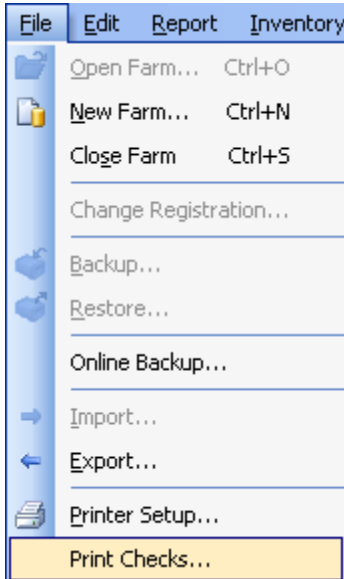 File Edit Report Inventory
Open Farm... Ctrl+O
New Farm... Ctrl+N
Close Farm Ctrl+S
Change Registration...
Backup...
Restore...
Online Backup...
Import...
Export...
Printer Setup...
Print Checks...